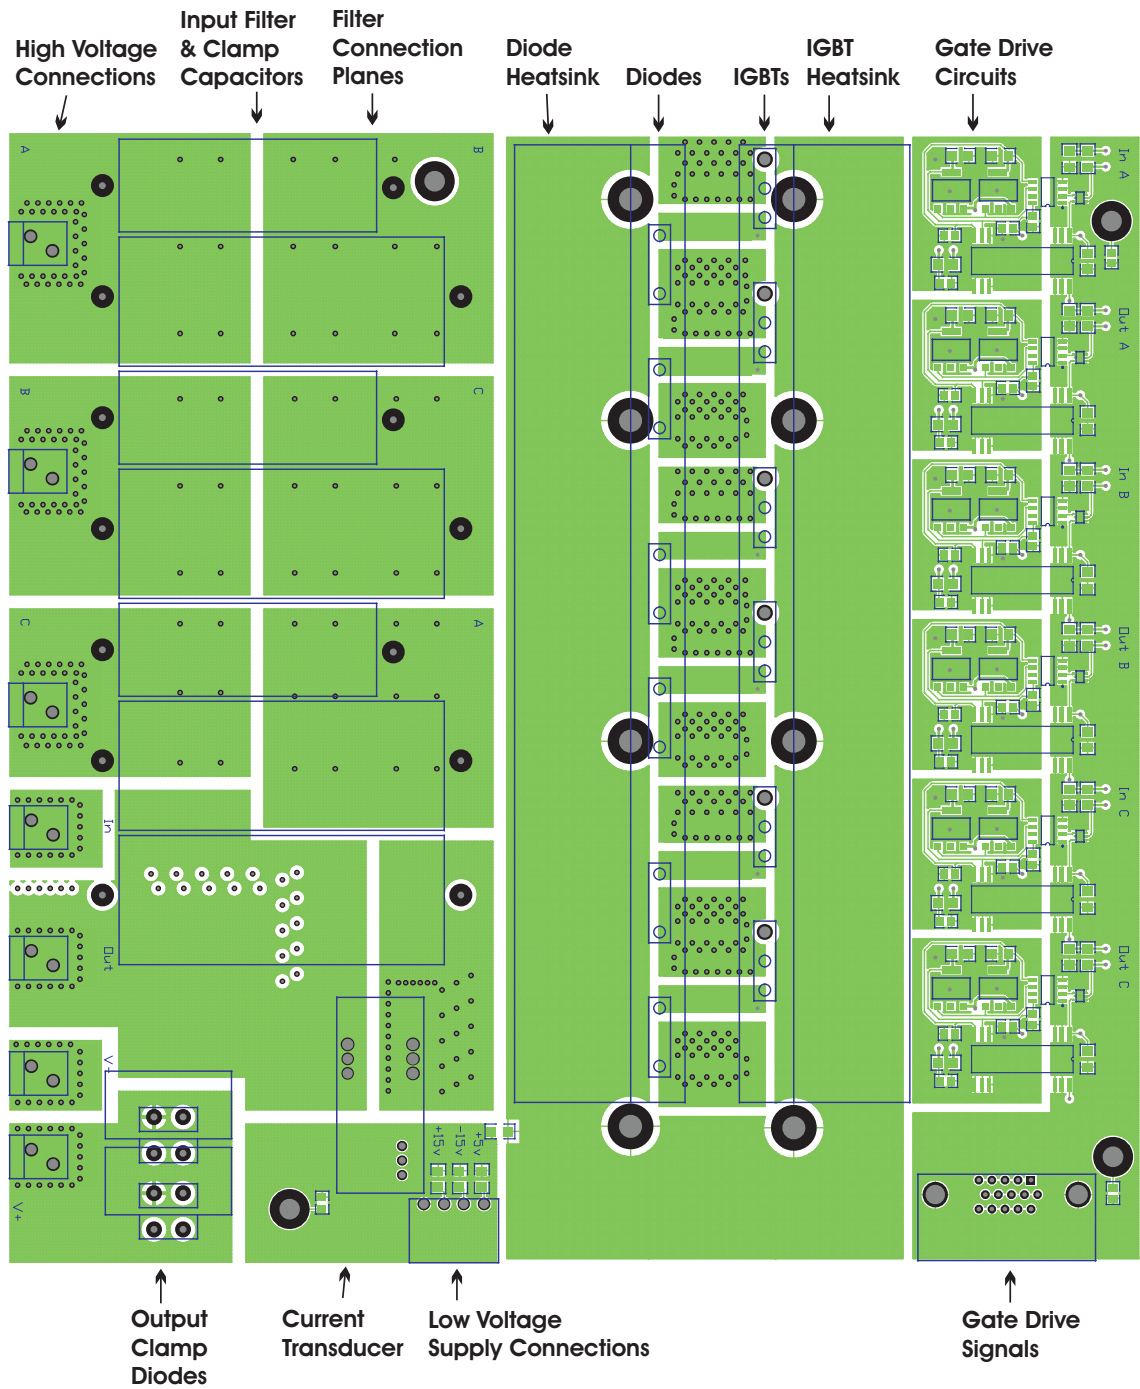 High Voltage
Connections
Input Filter
& Clamp
Capacitors
Filter
Connection
Planes
Diode
Heatsink
Diodes
IGBTs
IGBT
Heatsink
Gate Drive
Circuits
A
B
In A
Out A
B
C
In B
C
A
Out B
In
In C
Out
Out C
V+
+15v
-15v
+5v
V+
Output
Clamp
Diodes
Current
Transducer
Low Voltage
Supply Connections
Gate Drive
Signals